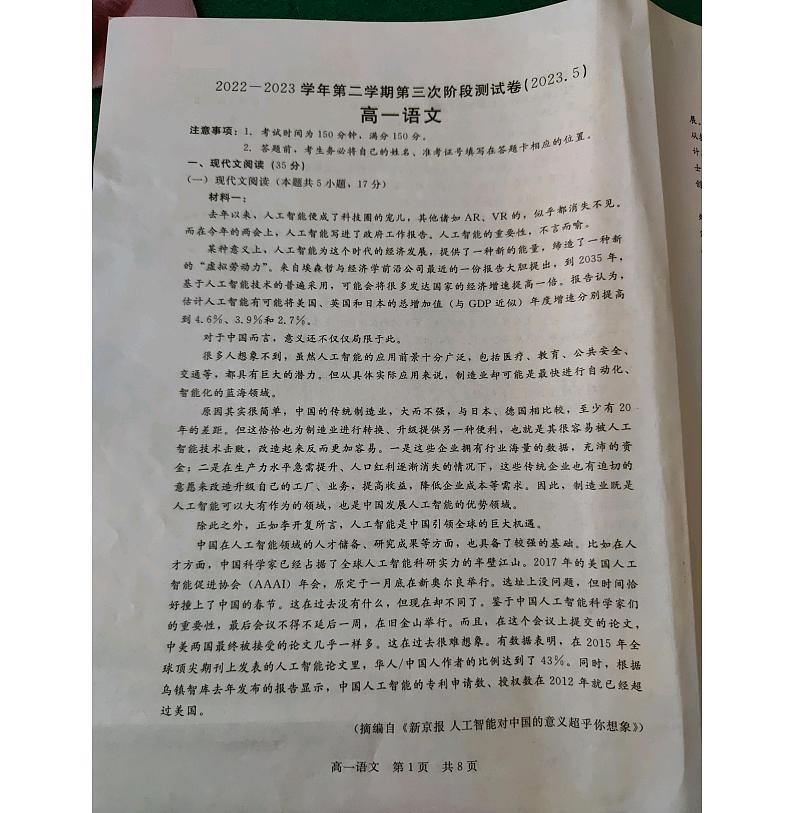 2022－2023学年第二学期第三次阶段测试卷(2023.5)
高一语文
注意事项：1. 考试时间为150分钟，满分150分。
2. 答题前，考生务必将自己的姓名、准考证号填写在答题卡相应的位置。
一、现代文阅读(35分)
(一)现代文阅读(本题共5小题，17分)
材料一：
去年以来，人工智能便成了科技圈的宠儿，其他诸如AR、VR的，似乎都消失不见。
而在今年的两会上，人工智能写进了政府工作报告。人工智能的重要性，不言而喻。
某种意义上，人工智能为这个时代的经济发展，提供了一种新的能量，缔造了一种新
的“虚拟劳动力”。来自埃森哲与经济学前沿公司最近的一份报告大胆提出，到2035年，
基于人工智能技术的普遍采用，可能会将很多发达国家的经济增速提高一倍。报告认为，
估计人工智能有可能将美国、英国和日本的总增加值(与GDP近似)年度增速分别提高
到4.6%、3.9%和2.7%。
对于中国而言，意义还不仅仅局限于此。
很多人想象不到，虽然人工智能的应用前景十分广泛，包括医疗、教育、公共安全、
交通等，都具有巨大的潜力。但从具体实际应用来说，制造业却可能是最快进行自动化、
智能化的蓝海领域。
原因其实很简单，中国的传统制造业，大而不强，与日本、德国相比较，至少有20
年的差距。但这恰恰也为制造业进行转换、升级提供另一种便利，也就是其很容易被人工
智能技术击败，改造起来反而更加容易。一是这些企业拥有行业海量的数据，充沛的资
金；二是在生产力水平急需提升、人口红利逐渐消失的情况下，这些传统企业也有迫切的
意愿来改造升级自己的工厂、业务，提高收益，降低企业成本等需求。因此，制造业既是
人工智能可以大有作为的领域，也是中国发展人工智能的优势领域。
除此之外，正如李开复所言，人工智能是中国引领全球的巨大机遇。
中国在人工智能领域的人才储备、研究成果等方面，也具备了较强的基础。比如在人
才方面，中国科学家已经占据了全球人工智能科研实力的半壁江山。2017年的美国人工
智能促进协会(AAAI)年会，原定于一月底在新奥尔良举行。选址上没问题，但时间恰
好撞上了中国的春节。这在过去没有什么，但现在却不同了。鉴于中国人工智能科学家们
的重要性，最后会议不得不延后一周，在旧金山举行。而且，在这个会议上提交的论文，
中美两国最终被接受的论文几乎一样多。这在过去很难想象。有数据表明，在2015年全
球顶尖期刊上发表的人工智能论文里，华人/中国人作者的比例达到了43%。同时，根据
乌镇智库去年发布的报告显示，中国人工智能的专利申请数、授权数在2012年就已经超
过美国。
(摘编自《新京报 人工智能对中国的意义超乎你想象》)
高一语文 第1页 共8页
展。
从
计
士
创